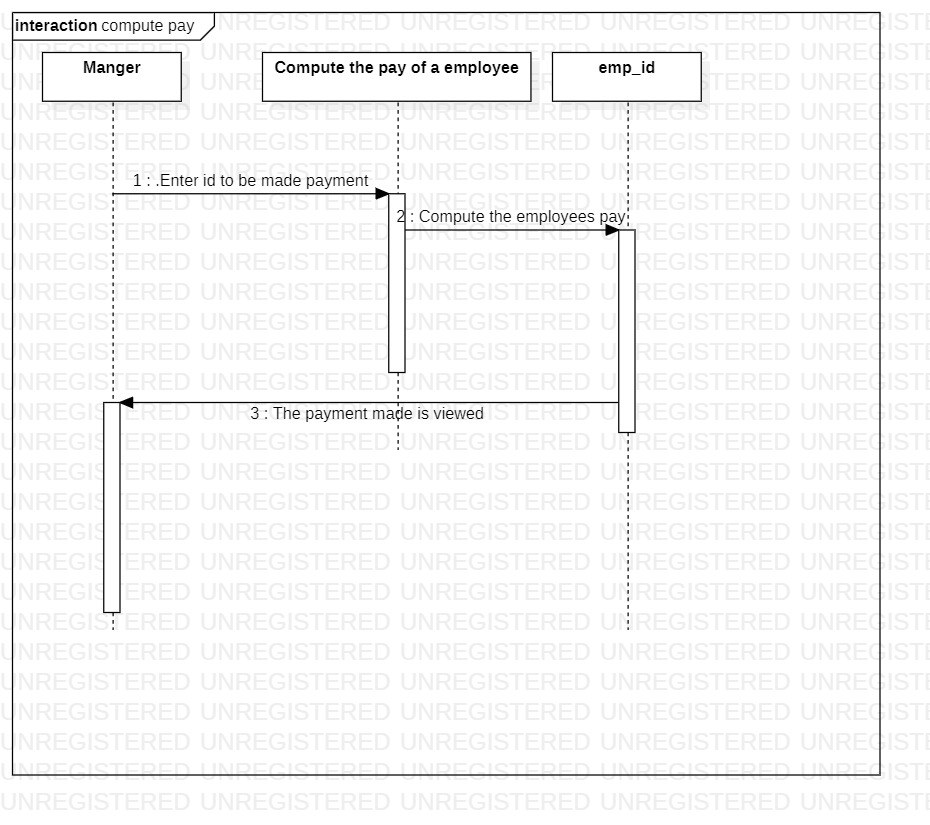 interaction compute pay
Manger
Compute the pay of a employee
emp_id
1 : .Enter id to be made payment
2 : Compute the employees pay
3 : The payment made is viewed
UNREGISTERED